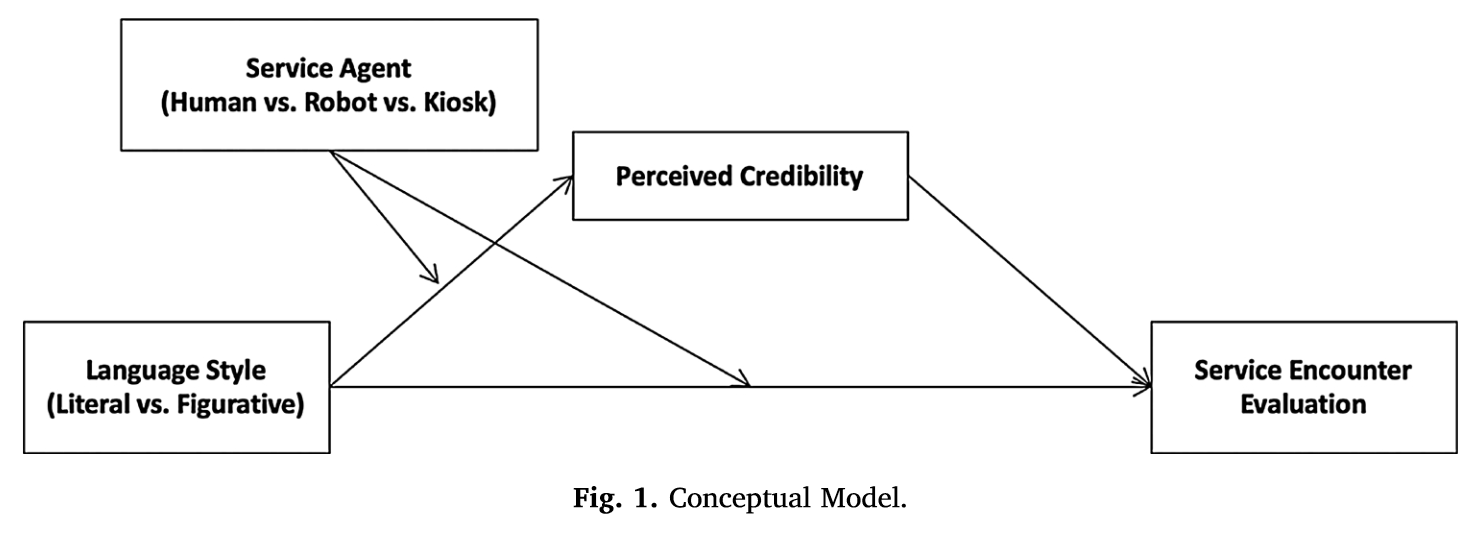 Service Agent
(Human vs. Robot vs. Kiosk)
Perceived Credibility
Language Style
(Literal vs. Figurative)
Service Encounter
Evaluation
Fig. 1. Conceptual Model.